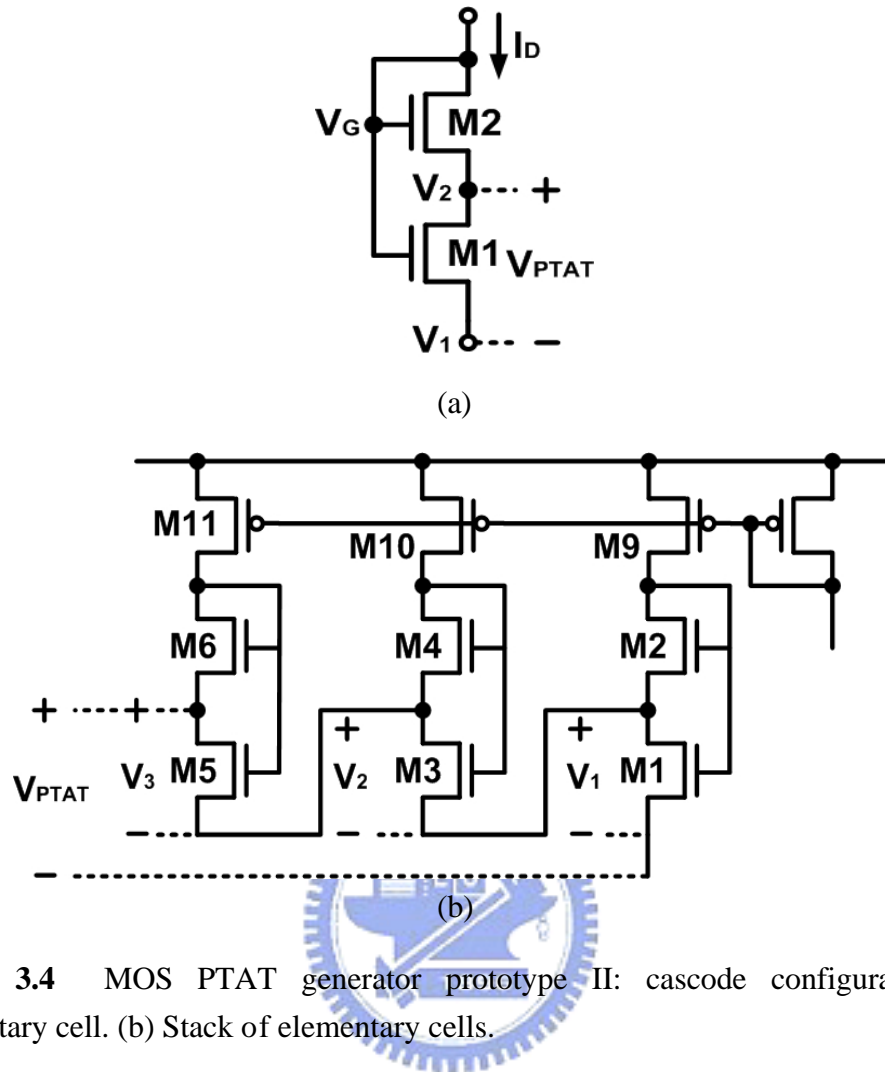 I_D
V_G
M2
V_2
+
M1
V_PTAT
V_1
−
(a)
M11
M10
M9
M6
M4
M2
+
+
+
+
V_PTAT
V_3
M5
V_2
M3
V_1
M1
−
−
−
−
(b)
3.4 MOS PTAT generator prototype II: cascode configura
tary cell. (b) Stack of elementary cells.